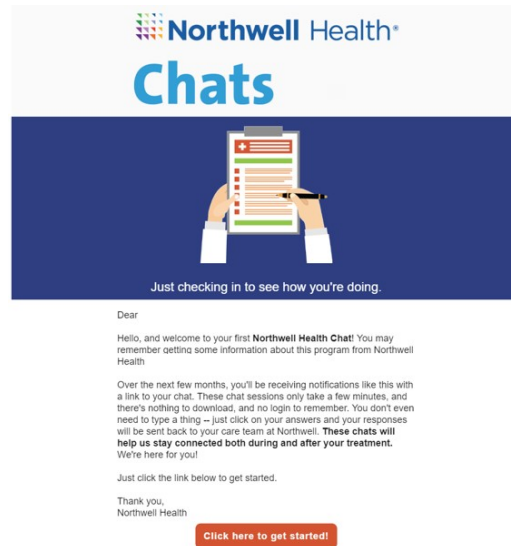 Northwell Health®
Chats
Just checking in to see how you're doing.
Dear
Hello, and welcome to your first Northwell Health Chat! You may
remember getting some information about this program from Northwell
Health
Over the next few months, you'll be receiving notifications like this with
a link to your chat. These chat sessions only take a few minutes, and
there's nothing to download, and no login to remember. You don't even
need to type a thing -- just click on your answers and your responses
will be sent back to your care team at Northwell. These chats will
help us stay connected both during and after your treatment.
We're here for you!
Just click the link below to get started.
Thank you,
Northwell Health
Click here to get started!